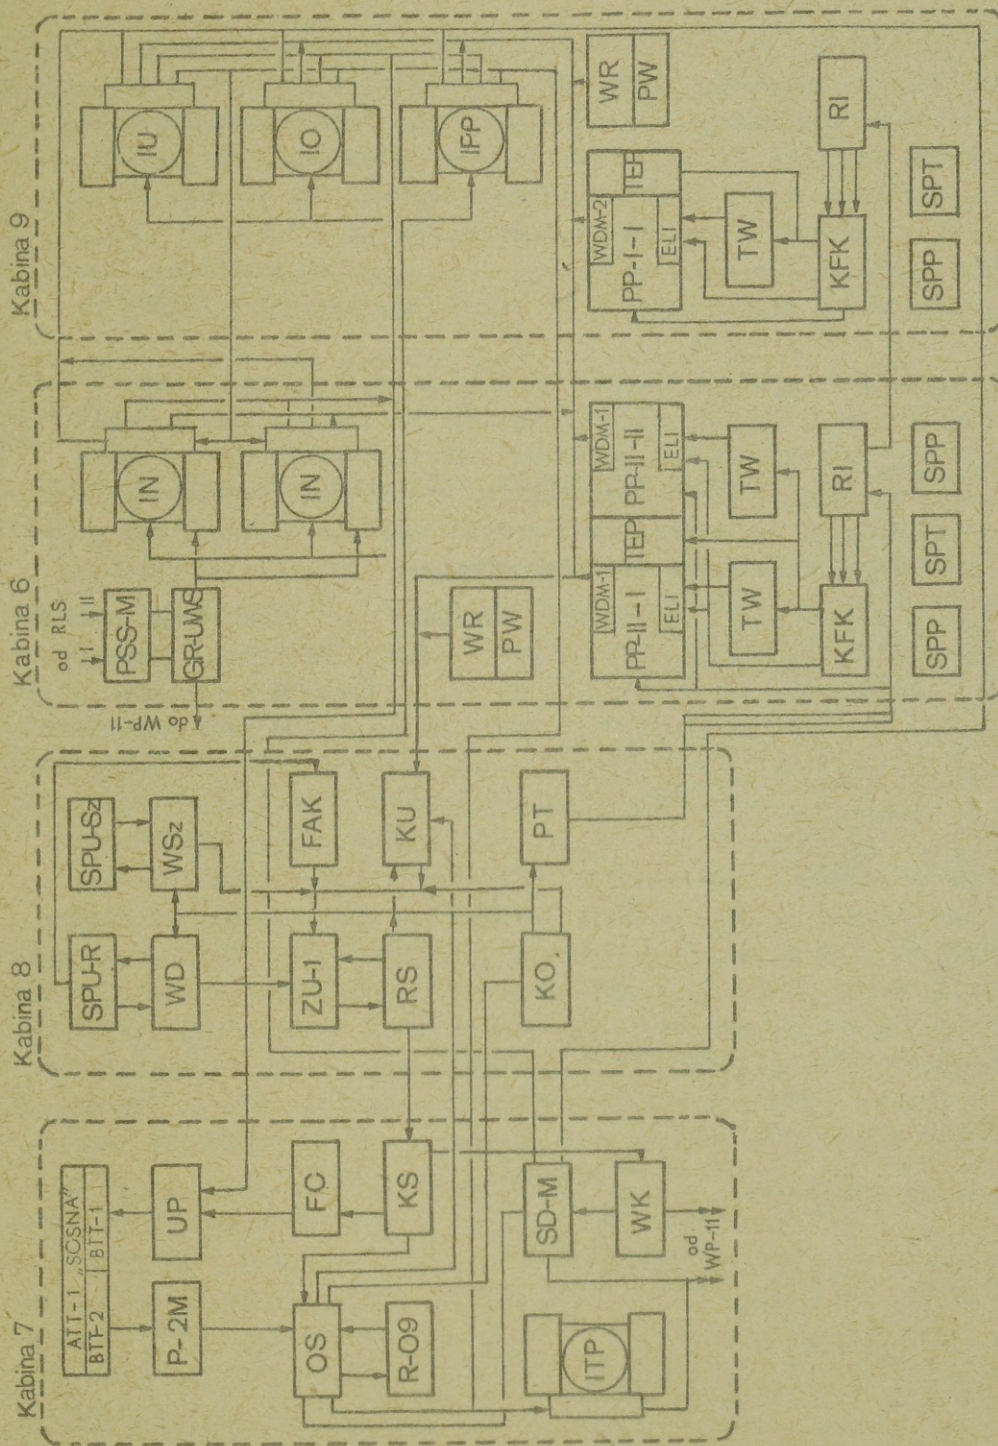 Kabina 7
ATT-1 „SOSNA"
BTT-2
BTT-1
P-2M
UP
OS
FC
R-09
KS
ITP
SD-M
WK
od
WP-11
Kabina 8
SPU-R
SPU-Sz
WD
WSz
ZU-1
FAK
RS
KU
KO
PT
Kabina 6
od RLS
I
II
PSS-M
GR-UWS
do WP-11
IN
IN
WR
PW
WDM-1
WDM-1
PP-II-I
TEP
PP-II-II
ELI
ELI
TW
TW
KFK
RI
SPP
SPT
SPP
Kabina 9
IU
IO
IFP
WR
PW
WDM-2
PP-I-I
TEP
ELI
TW
KFK
RI
SPP
SPT